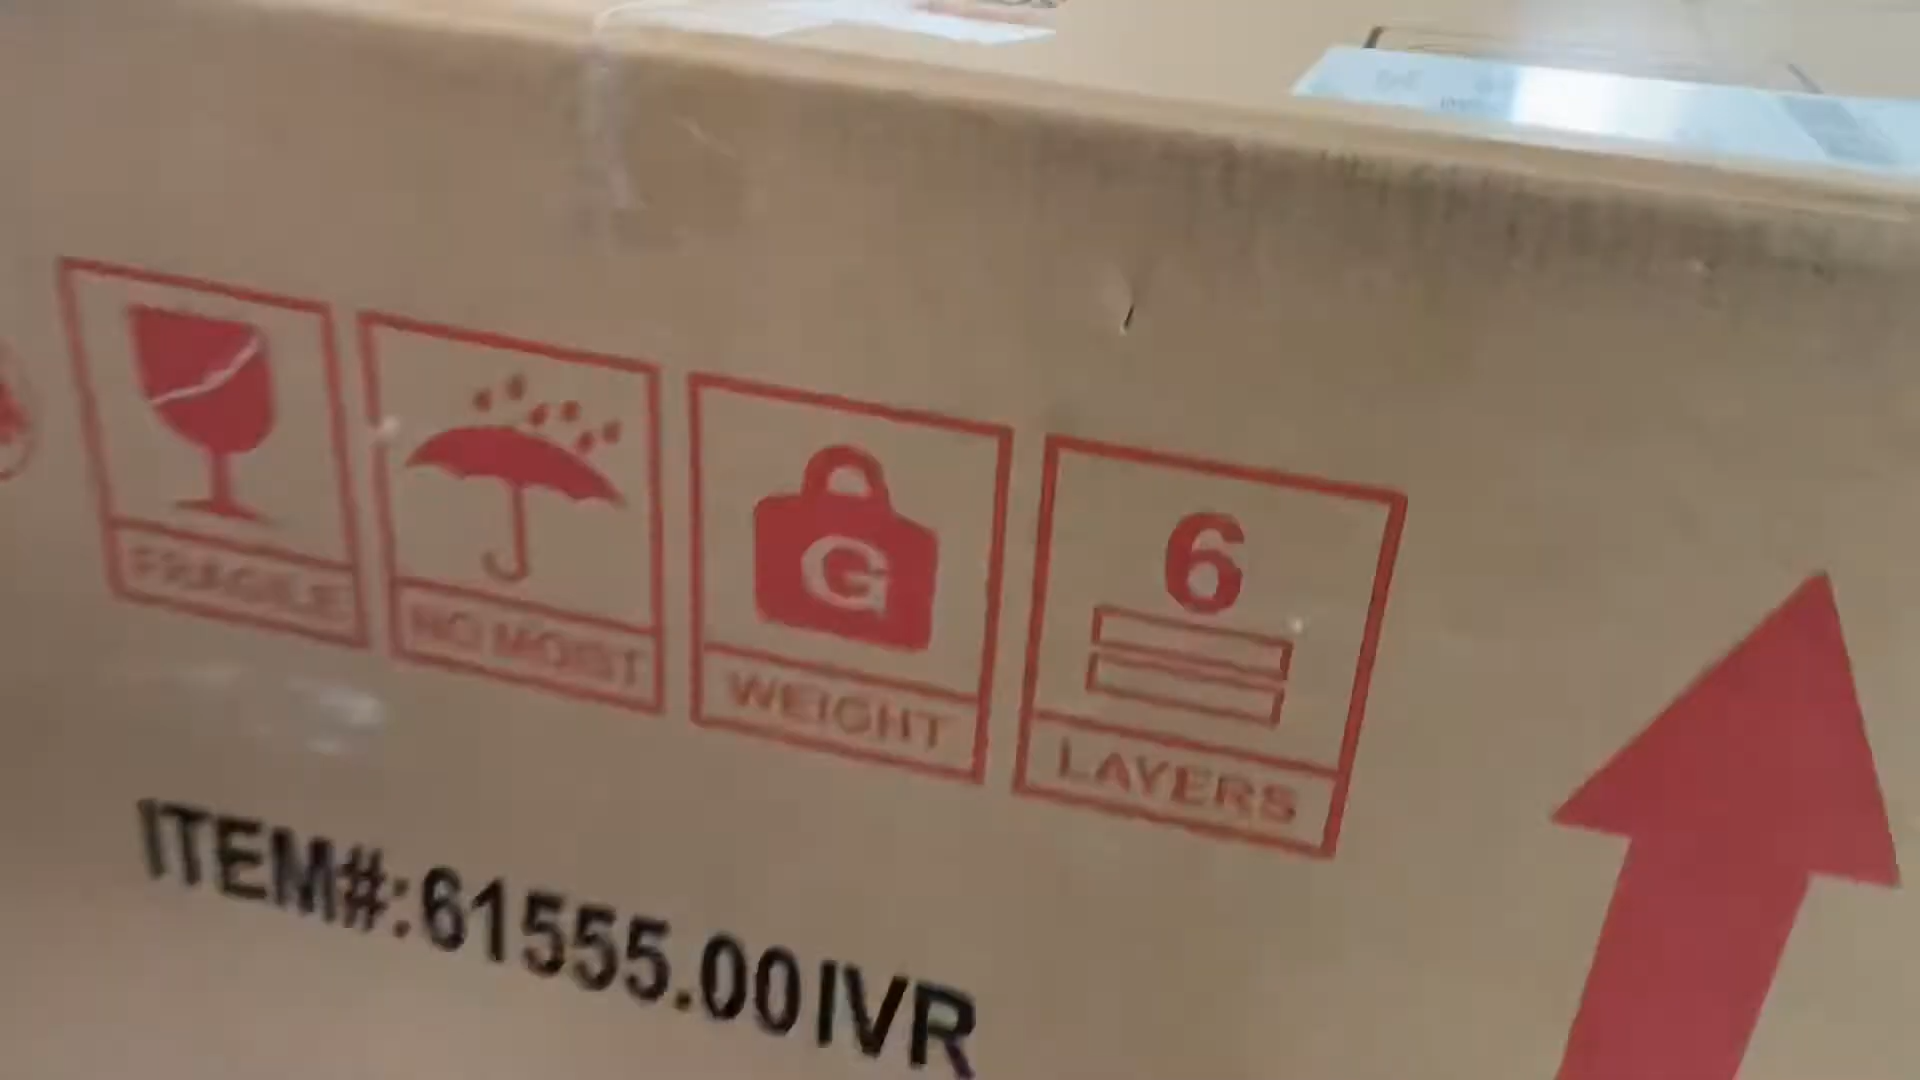 FRAGILE
NO MOIST
G
WEIGHT
6
LAYERS
ITEM#:61555.00IVR